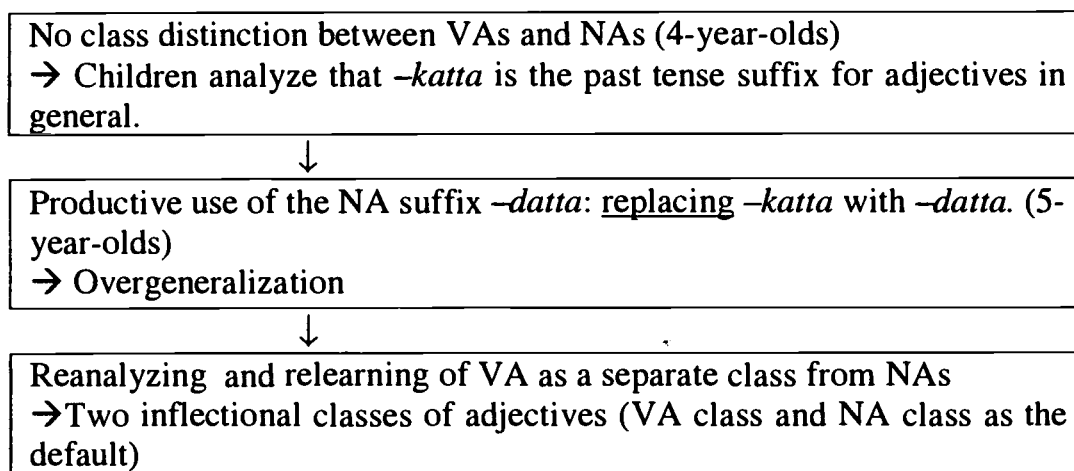 No class distinction between VAs and NAs (4-year-olds)
→ Children analyze that –katta is the past tense suffix for adjectives in
general.
↓
Productive use of the NA suffix –datta: replacing –katta with –datta. (5-
year-olds)
→ Overgeneralization
↓
Reanalyzing and relearning of VA as a separate class from NAs
→Two inflectional classes of adjectives (VA class and NA class as the
default)